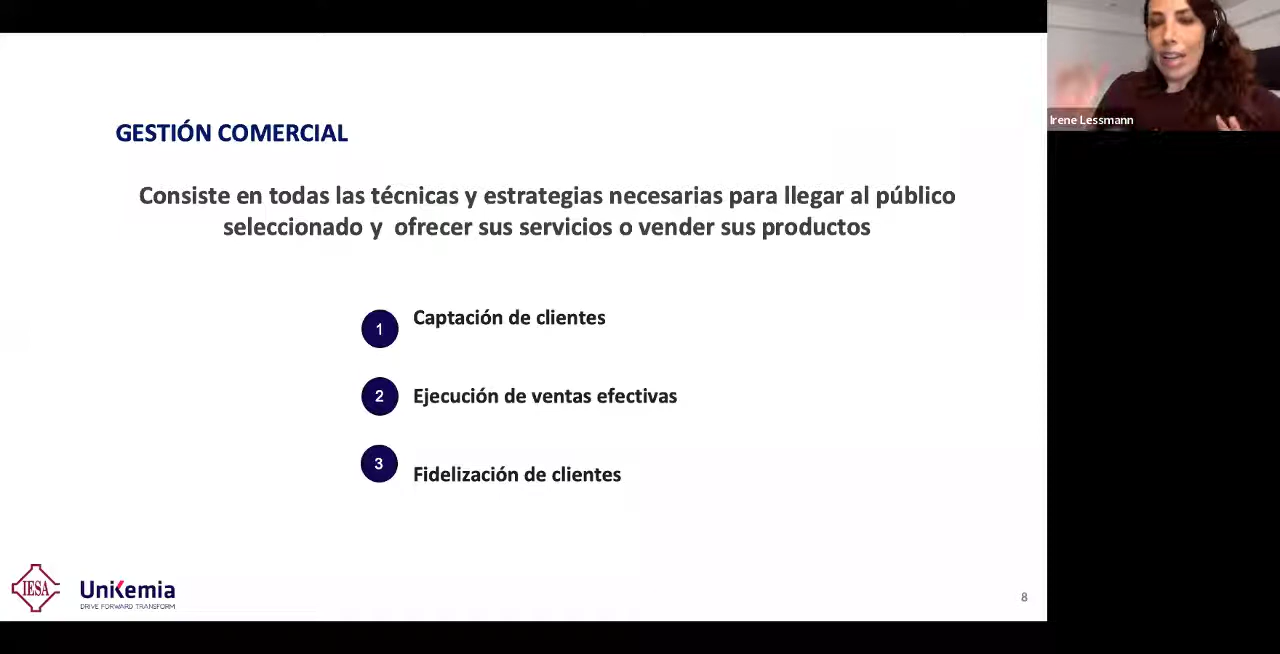 GESTIÓN COMERCIAL
Consiste en todas las técnicas y estrategias necesarias para llegar al público
seleccionado y ofrecer sus servicios o vender sus productos
1 Captación de clientes
2 Ejecución de ventas efectivas
3 Fidelización de clientes
IESA
UniKemia
DRIVE FORWARD TRANSFORM
8
Irene Lessmann